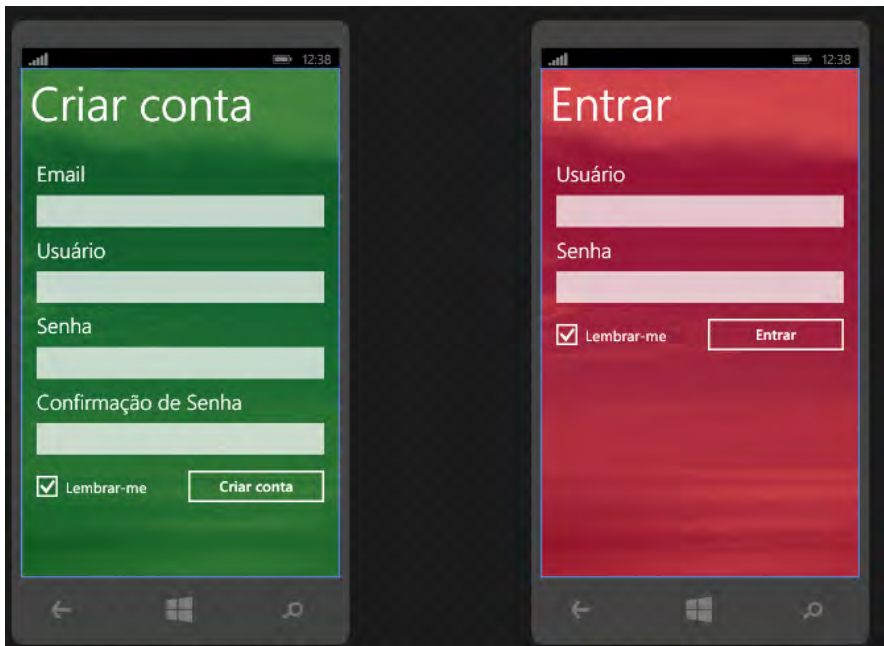 12:38
Criar conta
Email
Usuário
Senha
Confirmação de Senha
Lembrar-me
Criar conta
12:38
Entrar
Usuário
Senha
Lembrar-me
Entrar